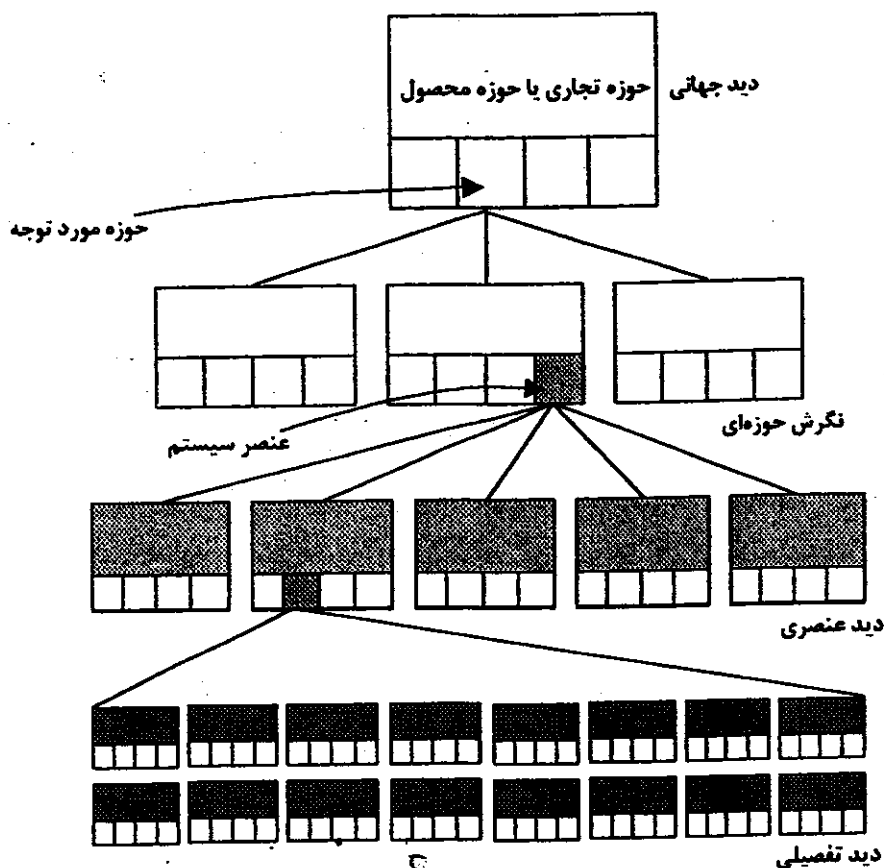 دید جهانی
حوزه تجاری یا حوزه محصول
حوزه مورد توجه
نگرش حوزه‌ای
عنصر سیستم
دید عنصری
دید تفصیلی